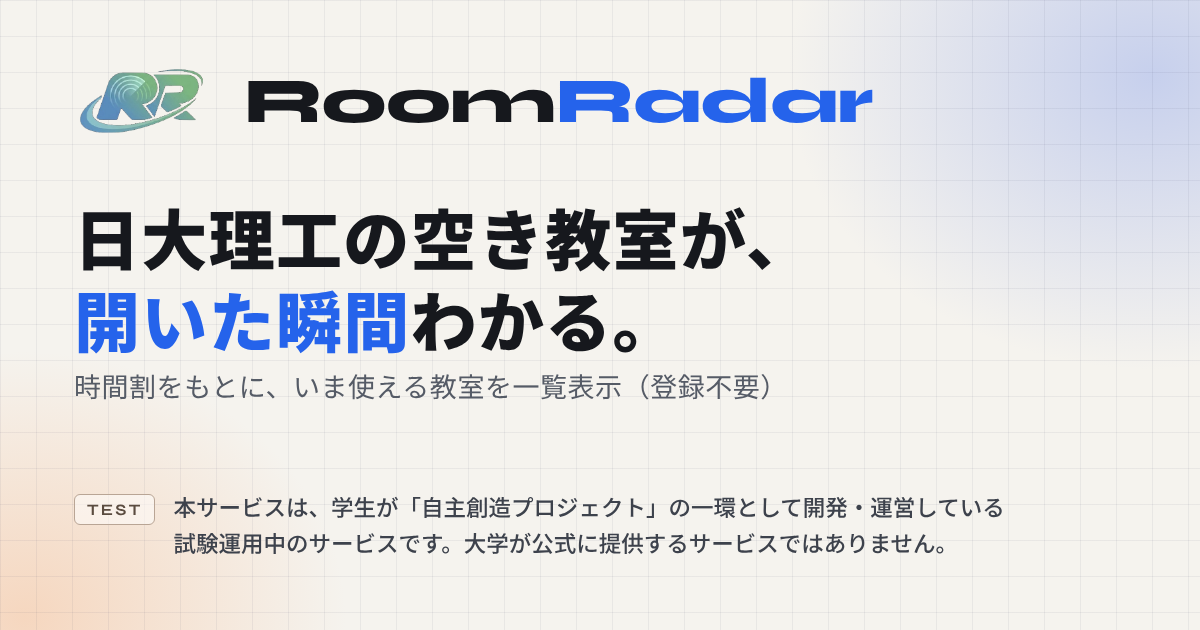 RR RoomRadar
日大理工の空き教室が、
開いた瞬間わかる。
時間割をもとに、いま使える教室を一覧表示（登録不要）
TEST 本サービスは、学生が「自主創造プロジェクト」の一環として開発・運営している
試験運用中のサービスです。大学が公式に提供するサービスではありません。